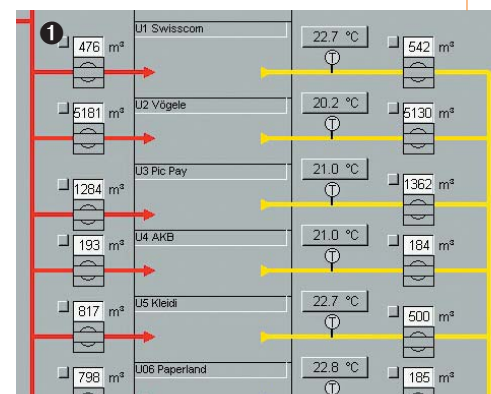 1
476 m³ U1 Swisscom 22.7 °C 542 m³
T
5181 m³ U2 Vögele 20.2 °C 5130 m³
T
1284 m³ U3 Pic Pay 21.0 °C 1362 m³
T
193 m³ U4 AKB 21.0 °C 184 m³
T
817 m³ U5 Kleidi 22.7 °C 500 m³
T
798 m³ U06 Paperland 22.8 °C 185 m³
T